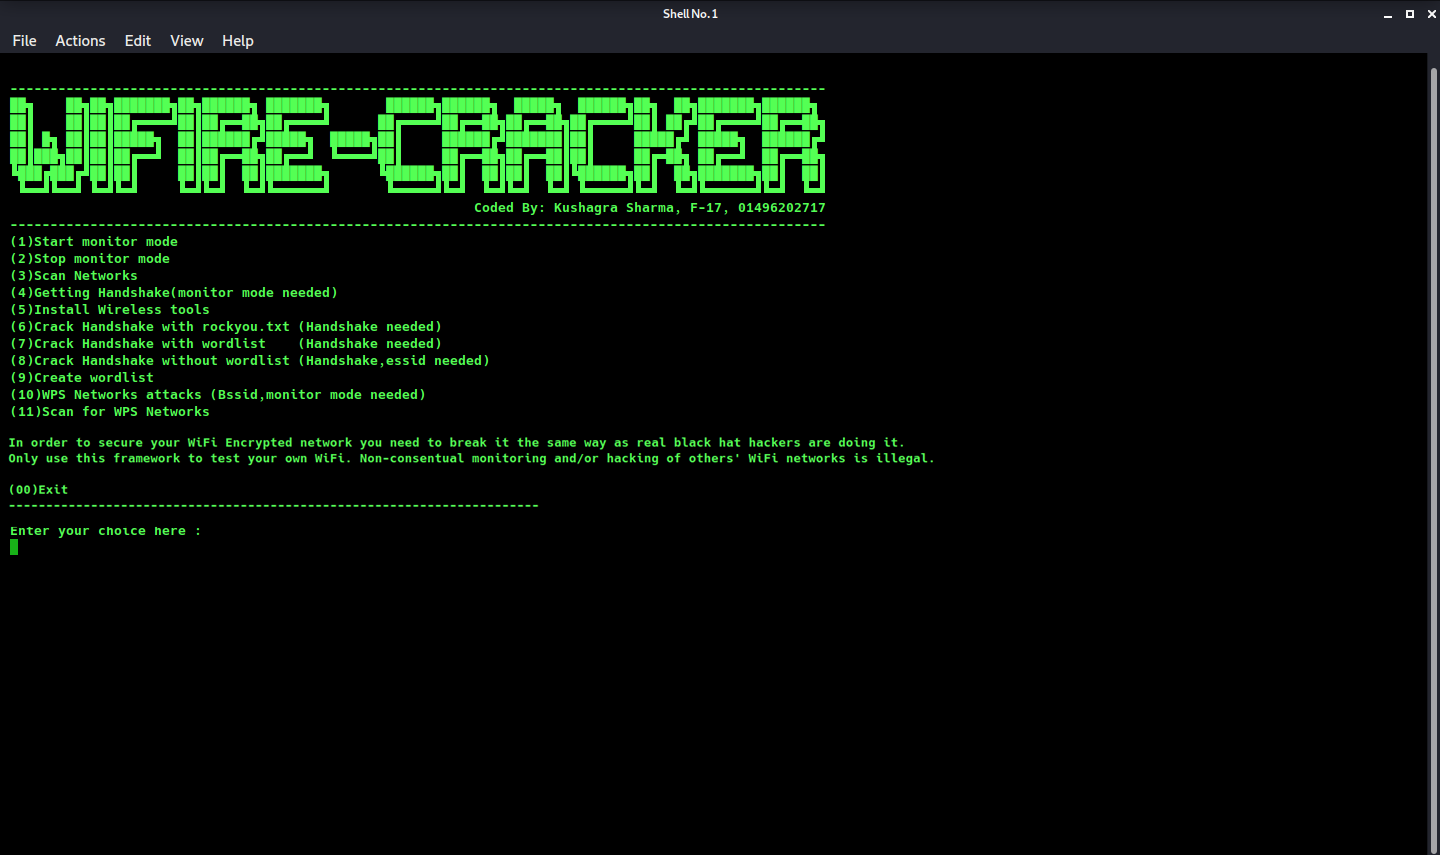 Shell No. 1
File Actions Edit View Help
WIFIRE-CRACKER
Coded By: Kushagra Sharma, F-17, 01496202717
(1)Start monitor mode
(2)Stop monitor mode
(3)Scan Networks
(4)Getting Handshake(monitor mode needed)
(5)Install Wireless tools
(6)Crack Handshake with rockyou.txt (Handshake needed)
(7)Crack Handshake with wordlist    (Handshake needed)
(8)Crack Handshake without wordlist (Handshake,essid needed)
(9)Create wordlist
(10)WPS Networks attacks (Bssid,monitor mode needed)
(11)Scan for WPS Networks
In order to secure your WiFi Encrypted network you need to break it the same way as real black hat hackers are doing it.
Only use this framework to test your own WiFi. Non-consentual monitoring and/or hacking of others' WiFi networks is illegal.
(00)Exit
Enter your choice here :